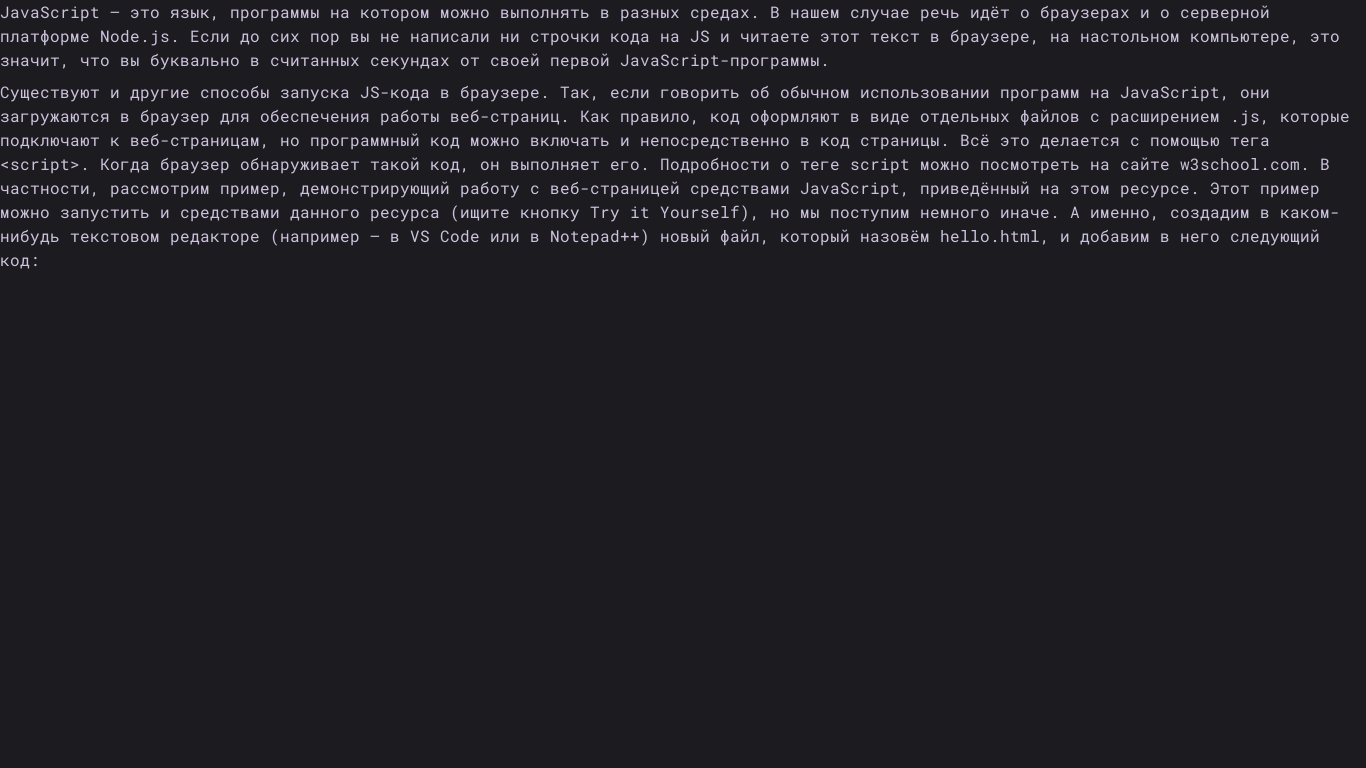 JavaScript — это язык, программы на котором можно выполнять в разных средах. В нашем случае речь идёт о браузерах и о серверной
платформе Node.js. Если до сих пор вы не написали ни строчки кода на JS и читаете этот текст в браузере, на настольном компьютере, это
значит, что вы буквально в считанных секундах от своей первой JavaScript-программы.
Существуют и другие способы запуска JS-кода в браузере. Так, если говорить об обычном использовании программ на JavaScript, они
загружаются в браузер для обеспечения работы веб-страниц. Как правило, код оформляют в виде отдельных файлов с расширением .js, которые
подключают к веб-страницам, но программный код можно включать и непосредственно в код страницы. Всё это делается с помощью тега
<script>. Когда браузер обнаруживает такой код, он выполняет его. Подробности о теге script можно посмотреть на сайте w3school.com. В
частности, рассмотрим пример, демонстрирующий работу с веб-страницей средствами JavaScript, приведённый на этом ресурсе. Этот пример
можно запустить и средствами данного ресурса (ищите кнопку Try it Yourself), но мы поступим немного иначе. А именно, создадим в каком-
нибудь текстовом редакторе (например — в VS Code или в Notepad++) новый файл, который назовём hello.html, и добавим в него следующий
код: